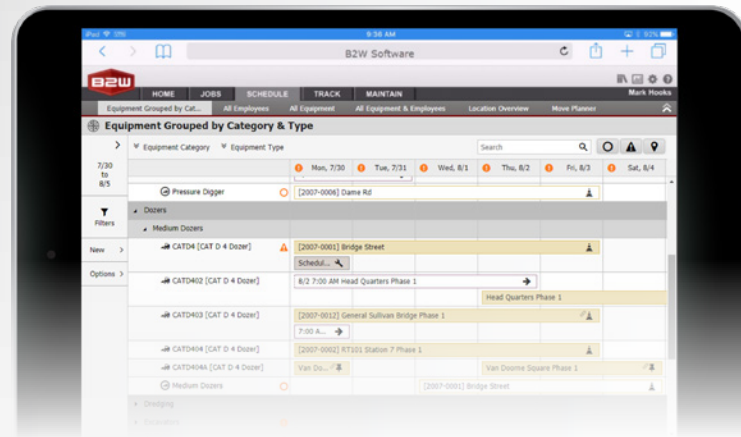 iPad
9:36 AM
92%
B2W Software
B2W
HOME JOBS SCHEDULE TRACK MAINTAIN
Mark Hooks
Equipment Grouped by Cat... All Employees All Equipment All Equipment & Employees Location Overview Move Planner
Equipment Grouped by Category & Type
Equipment Category Equipment Type Search
7/30
to
8/5
Mon, 7/30 Tue, 7/31 Wed, 8/1 Thu, 8/2 Fri, 8/3 Sat, 8/4
Pressure Digger [2007-0006] Dame Rd
Filters
Dozers
Medium Dozers
New
CATD4 [CAT D 4 Dozer] [2007-0001] Bridge Street
Schedul...
Options
CATD402 [CAT D 4 Dozer] 8/2 7:00 AM Head Quarters Phase 1
Head Quarters Phase 1
CATD403 [CAT D 4 Dozer] [2007-0012] General Sullivan Bridge Phase 1
7:00 A...
CATD404 [CAT D 4 Dozer] [2007-0002] RT101 Station 7 Phase 1
CATD404A [CAT D 4 Dozer] Van Do... Van Doorne Square Phase 1
Medium Dozers [2007-0001] Bridge Street
Dredging
Excavators